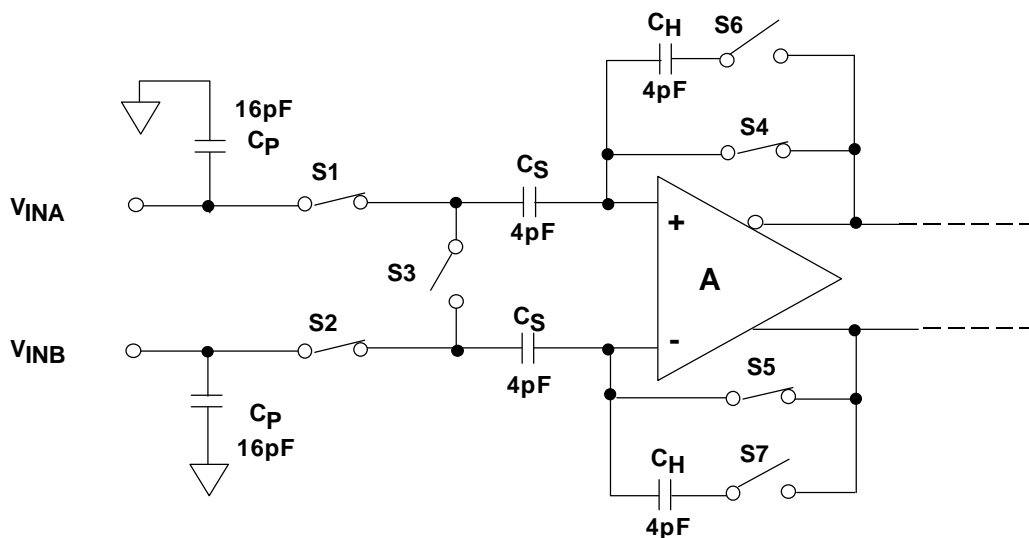 CH
S6
4pF
16pF
CP
S4
S1
CS
VINA
4pF
+
S3
A
S2
CS
VINB
-
4pF
S5
CP
16pF
CH
S7
4pF